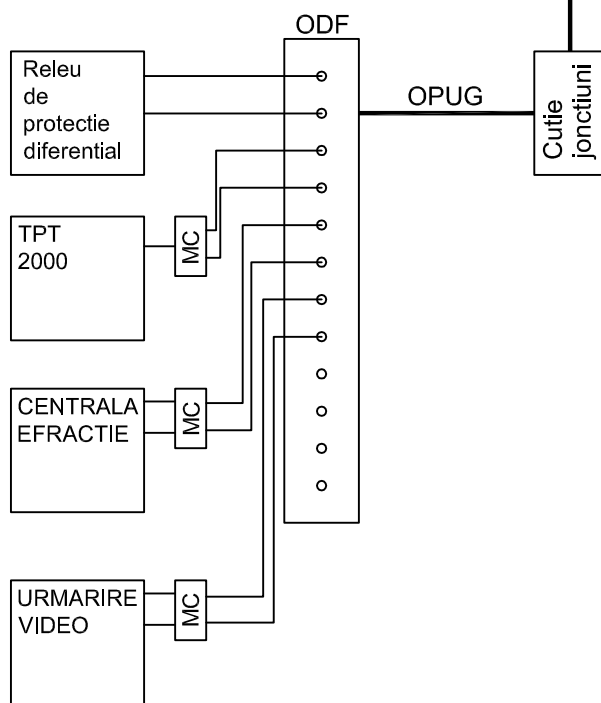 ODF
Releu
de
protectie
diferential
OPUG
Cutie
jonctiuni
TPT
2000
MC
CENTRALA
EFRACTIE
MC
URMARIRE
VIDEO
MC